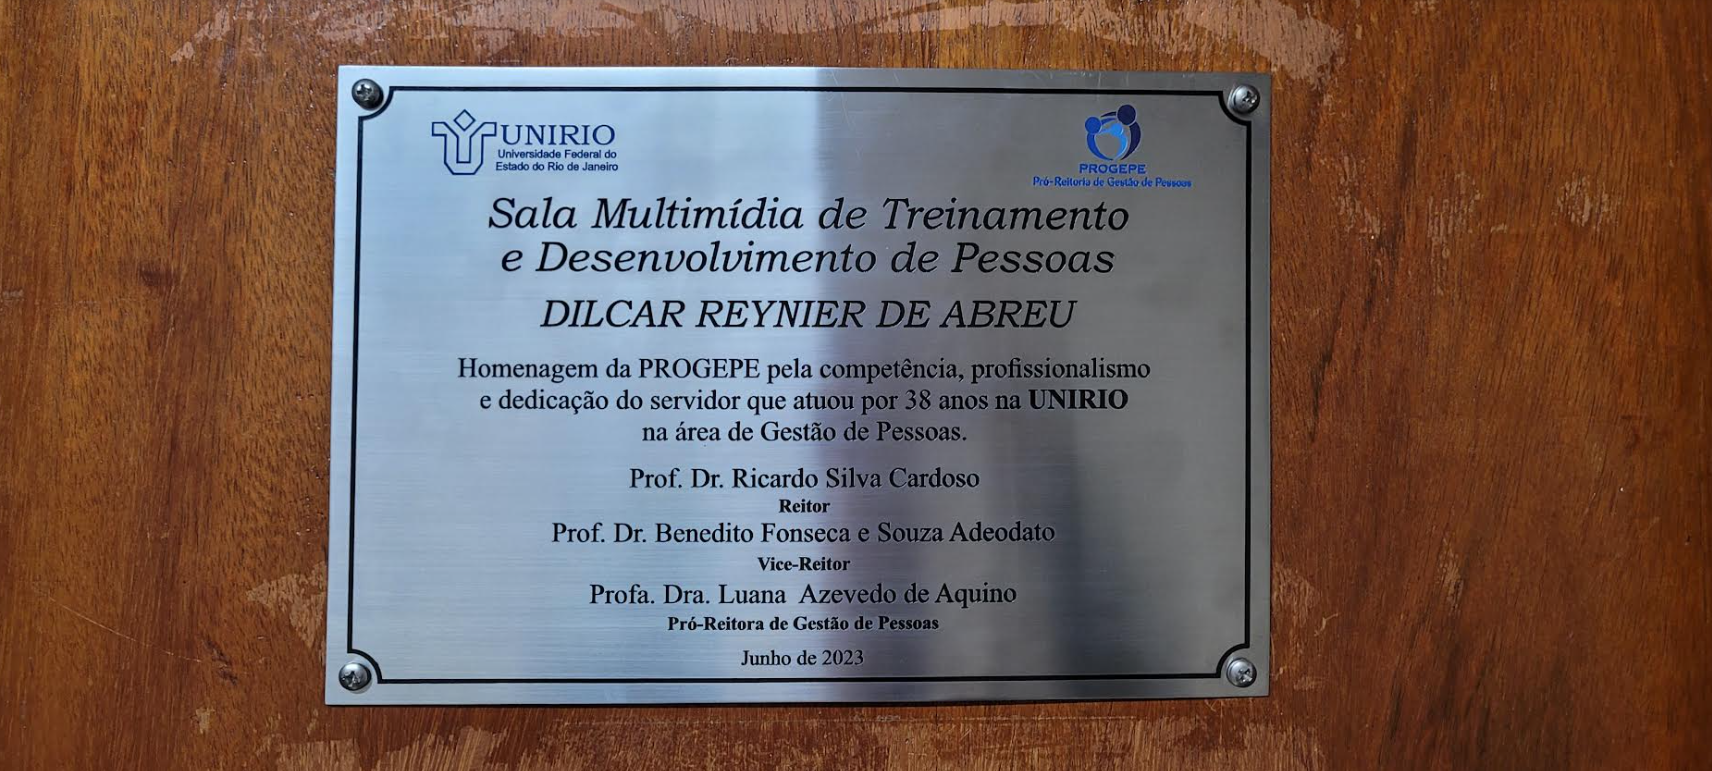 UNIRIO
Universidade Federal do
Estado do Rio de Janeiro
PROGEPE
Pró-Reitoria de Gestão de Pessoas
Sala Multimídia de Treinamento
e Desenvolvimento de Pessoas
DILCAR REYNIER DE ABREU
Homenagem da PROGEPE pela competência, profissionalismo
e dedicação do servidor que atuou por 38 anos na UNIRIO
na área de Gestão de Pessoas.
Prof. Dr. Ricardo Silva Cardoso
Reitor
Prof. Dr. Benedito Fonseca e Souza Adeodato
Vice-Reitor
Profa. Dra. Luana Azevedo de Aquino
Pró-Reitora de Gestão de Pessoas
Junho de 2023